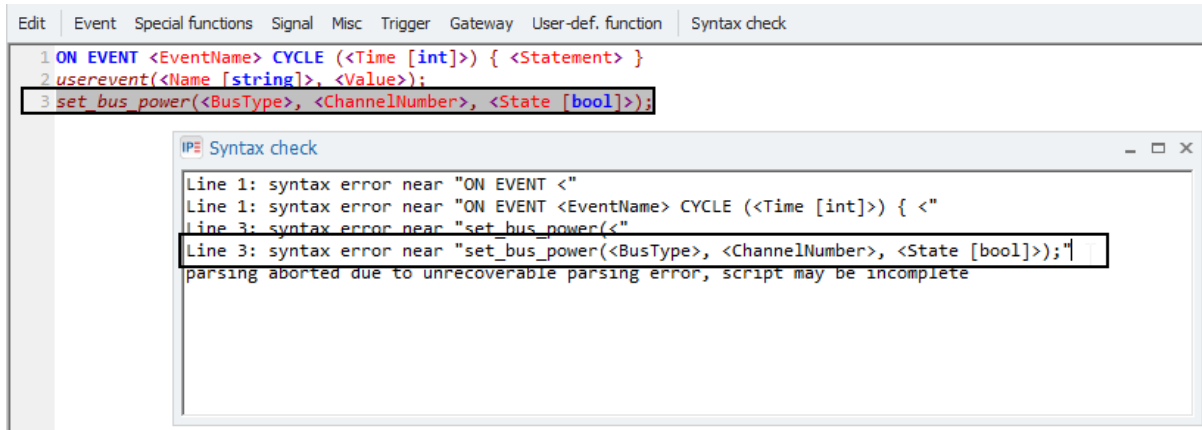 Edit Event Special functions Signal Misc Trigger Gateway User-def. function Syntax check
1 ON EVENT <EventName> CYCLE (<Time [int]>) { <Statement> }
2 userevent(<Name [string]>, <Value>);
3 set_bus_power(<BusType>, <ChannelNumber>, <State [bool]>);
IPE Syntax check
Line 1: syntax error near "ON EVENT <"
Line 1: syntax error near "ON EVENT <EventName> CYCLE (<Time [int]>) { <"
Line 3: syntax error near "set_bus_power(<"
Line 3: syntax error near "set_bus_power(<BusType>, <ChannelNumber>, <State [bool]>);"
parsing aborted due to unrecoverable parsing error, script may be incomplete